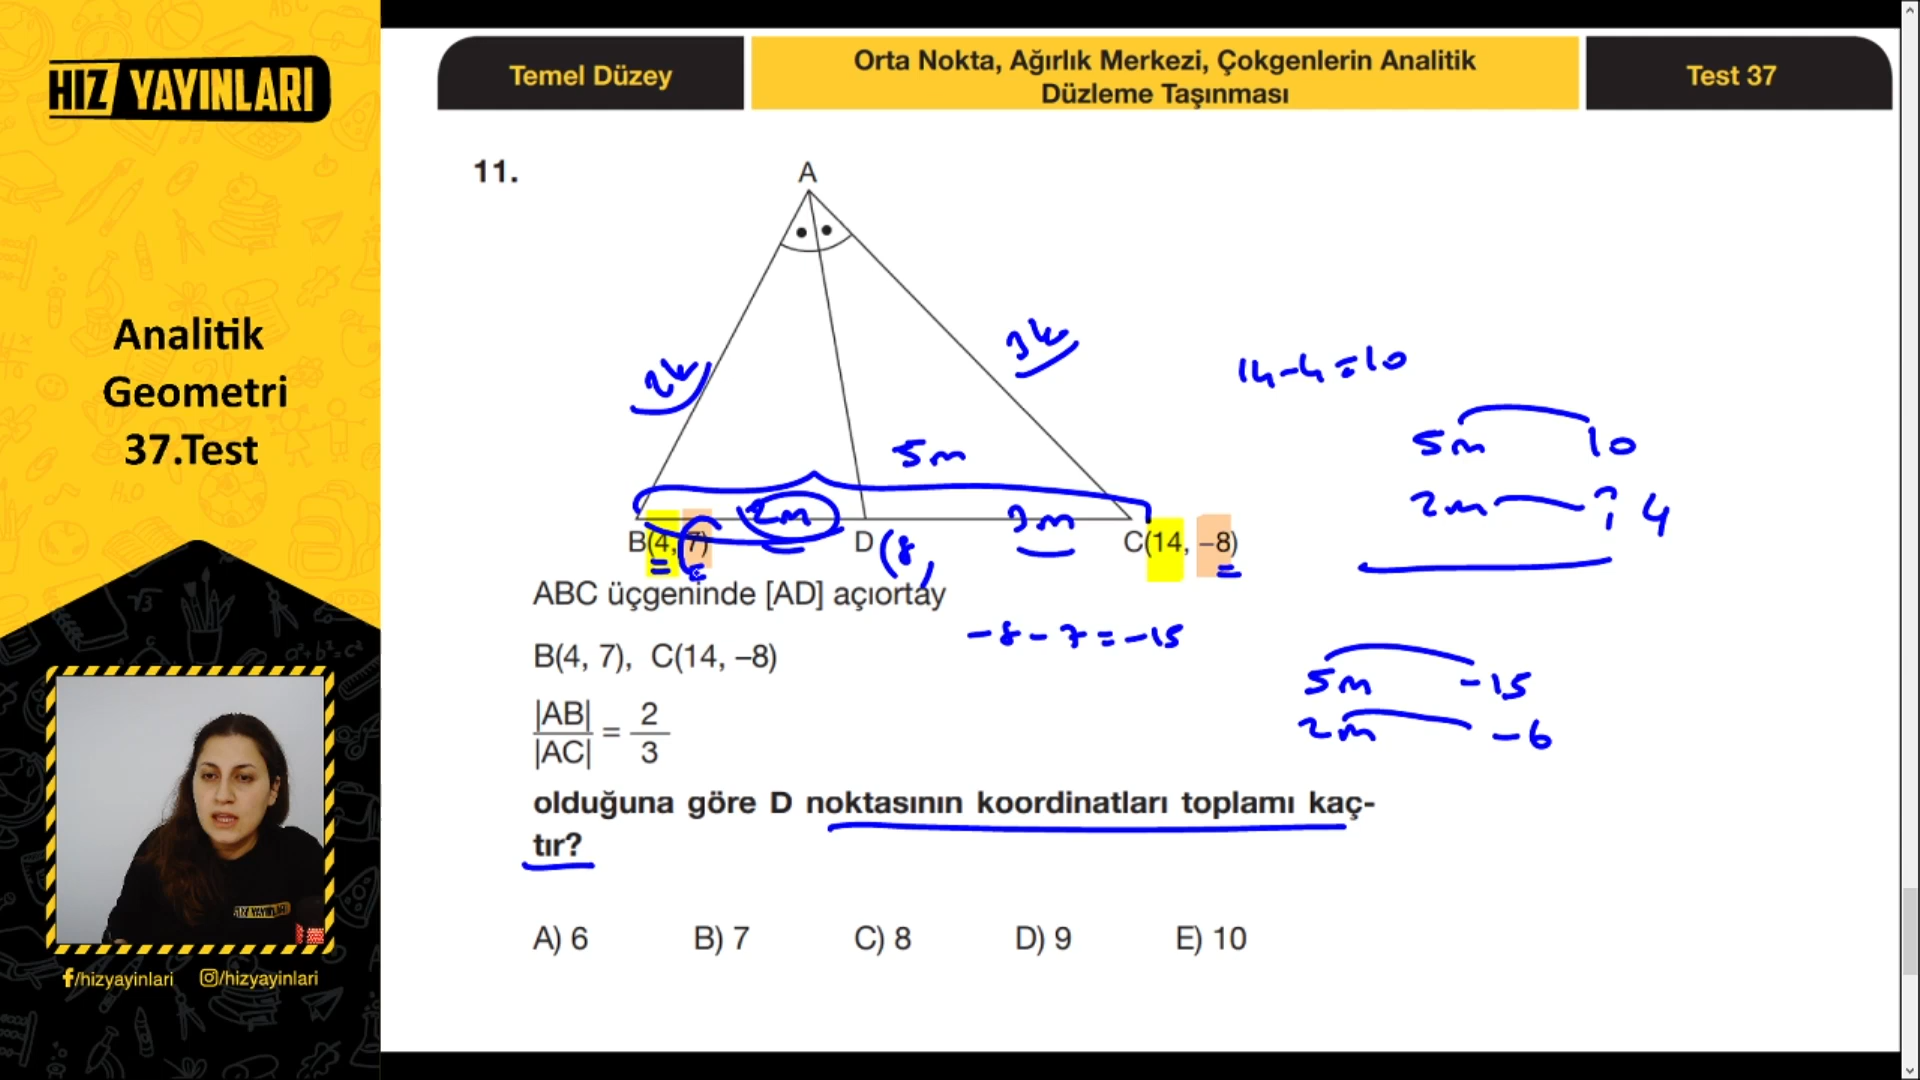 HIZ YAYINLARI
Temel Düzey
Orta Nokta, Ağırlık Merkezi, Çokgenlerin Analitik
Düzleme Taşınması
Test 37
Analitik
Geometri
37.Test
/hizyayinlari
/hizyayinlari
11.
A
2k
3k
14-4=10
5m
5m 10
2m ? 4
2m
3m
B(4, 7)
D (8,
C(14, –8)
ABC üçgeninde [AD] açıortay
-8-7=-15
B(4, 7), C(14, –8)
5m -15
2m -6
|AB| / |AC| = 2 / 3
olduğuna göre D noktasının koordinatları toplamı kaç-
tır?
A) 6 B) 7 C) 8 D) 9 E) 10